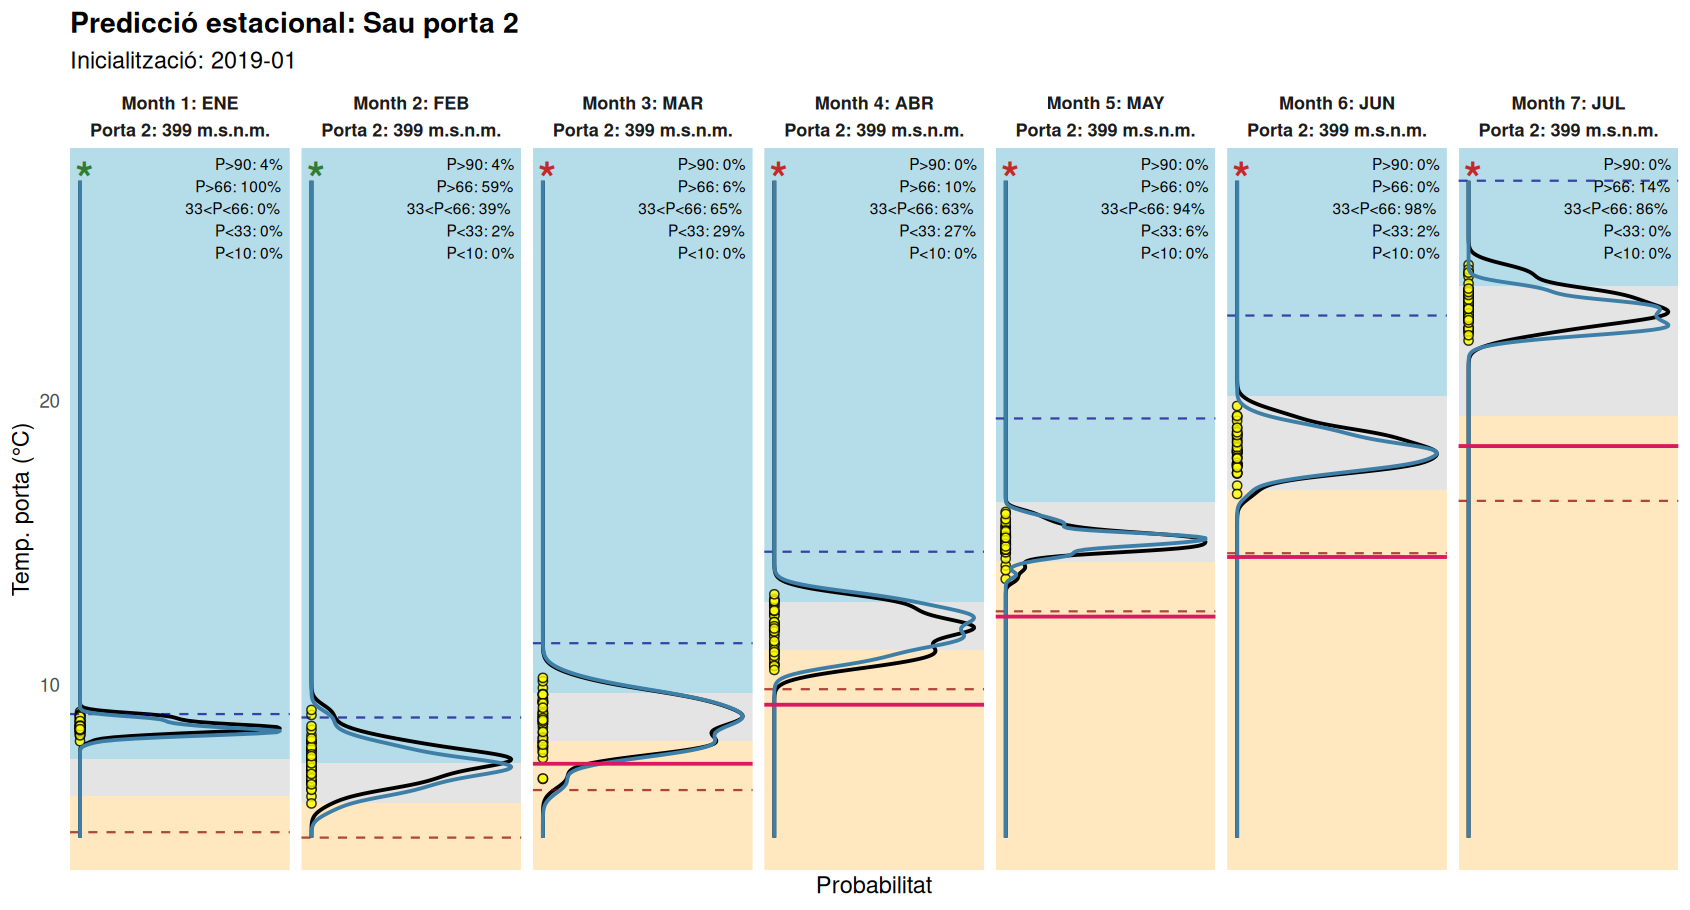 Predicció estacional: Sau porta 2
Inicialització: 2019-01
Month 1: ENE
Porta 2: 399 m.s.n.m.
Month 2: FEB
Porta 2: 399 m.s.n.m.
Month 3: MAR
Porta 2: 399 m.s.n.m.
Month 4: ABR
Porta 2: 399 m.s.n.m.
Month 5: MAY
Porta 2: 399 m.s.n.m.
Month 6: JUN
Porta 2: 399 m.s.n.m.
Month 7: JUL
Porta 2: 399 m.s.n.m.
*
P>90: 4%
P>66: 100%
33<P<66: 0%
P<33: 0%
P<10: 0%
*
P>90: 4%
P>66: 59%
33<P<66: 39%
P<33: 2%
P<10: 0%
*
P>90: 0%
P>66: 6%
33<P<66: 65%
P<33: 29%
P<10: 0%
*
P>90: 0%
P>66: 10%
33<P<66: 63%
P<33: 27%
P<10: 0%
*
P>90: 0%
P>66: 0%
33<P<66: 94%
P<33: 6%
P<10: 0%
*
P>90: 0%
P>66: 0%
33<P<66: 98%
P<33: 2%
P<10: 0%
*
P>90: 0%
P>66: 14%
33<P<66: 86%
P<33: 0%
P<10: 0%
20
10
Temp. porta (°C)
Probabilitat